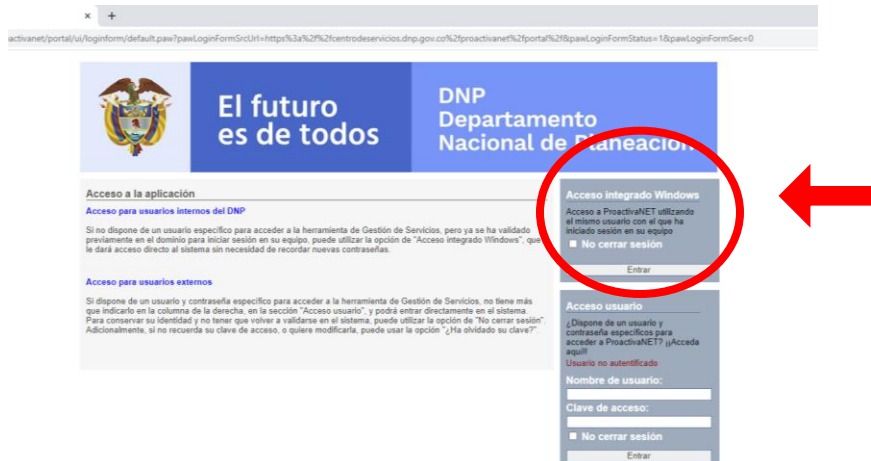 activanet/portal/ui/loginform/default.paw?pawLoginFormSrcUrl=https%3a%2f%2fcentrodeservicios.dnp.gov.co%2fproactivanet%2fportal%2f&pawLoginFormStatus=1&pawLoginFormSec=0
El futuro
es de todos
DNP
Departamento
Nacional de Planeación
Acceso a la aplicación
Acceso para usuarios internos del DNP
Si no dispone de un usuario específico para acceder a la herramienta de Gestión de Servicios, pero ya se ha validado
previamente en el dominio para iniciar sesión en su equipo, puede utilizar la opción de "Acceso integrado Windows", que
le dará acceso directo al sistema sin necesidad de recordar nuevas contraseñas.
Acceso para usuarios externos
Si dispone de un usuario y contraseña específico para acceder a la herramienta de Gestión de Servicios, no tiene más
que indicarlo en la columna de la derecha, en la sección "Acceso usuario", y podrá entrar directamente en el sistema.
Para conservar su identidad y no tener que volver a validarse en el sistema, puede utilizar la opción de "No cerrar sesión".
Adicionalmente, si no recuerda su clave de acceso, o quiere modificarla, puede usar la opción "¿Ha olvidado su clave?".
Acceso integrado Windows
Acceso a ProactivaNET utilizando
el mismo usuario con el que ha
iniciado sesión en su equipo
No cerrar sesión
Entrar
Acceso usuario
¿Dispone de un usuario y
contraseña específicos para
acceder a ProactivaNET? ¡¡Acceda
aquí!!
Usuario no autentificado
Nombre de usuario:
Clave de acceso:
No cerrar sesión
Entrar